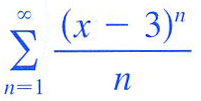 ∞
∑ (x − 3)ⁿ / n
n=1